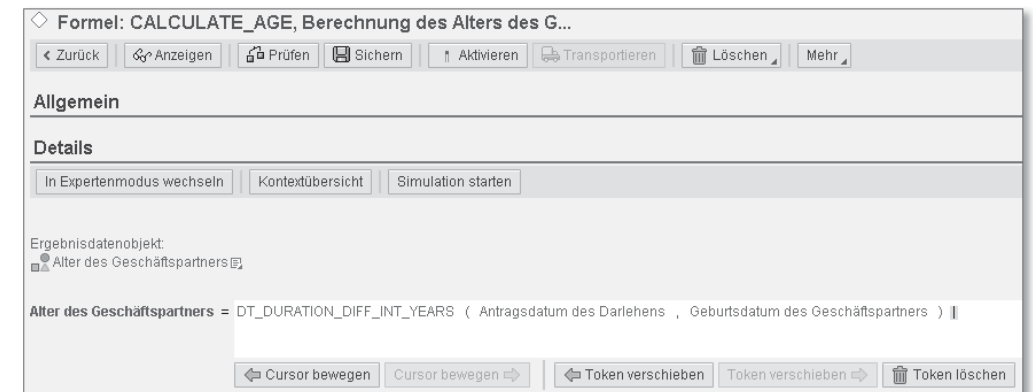 Formel: CALCULATE_AGE, Berechnung des Alters des G...
Zurück Anzeigen Prüfen Sichern Aktivieren Transportieren Löschen Mehr
Allgemein
Details
In Expertenmodus wechseln Kontextübersicht Simulation starten
Ergebnisdatenobjekt:
Alter des Geschäftspartners
Alter des Geschäftspartners = DT_DURATION_DIFF_INT_YEARS ( Antragsdatum des Darlehens , Geburtsdatum des Geschäftspartners )
Cursor bewegen Cursor bewegen Token verschieben Token verschieben Token löschen